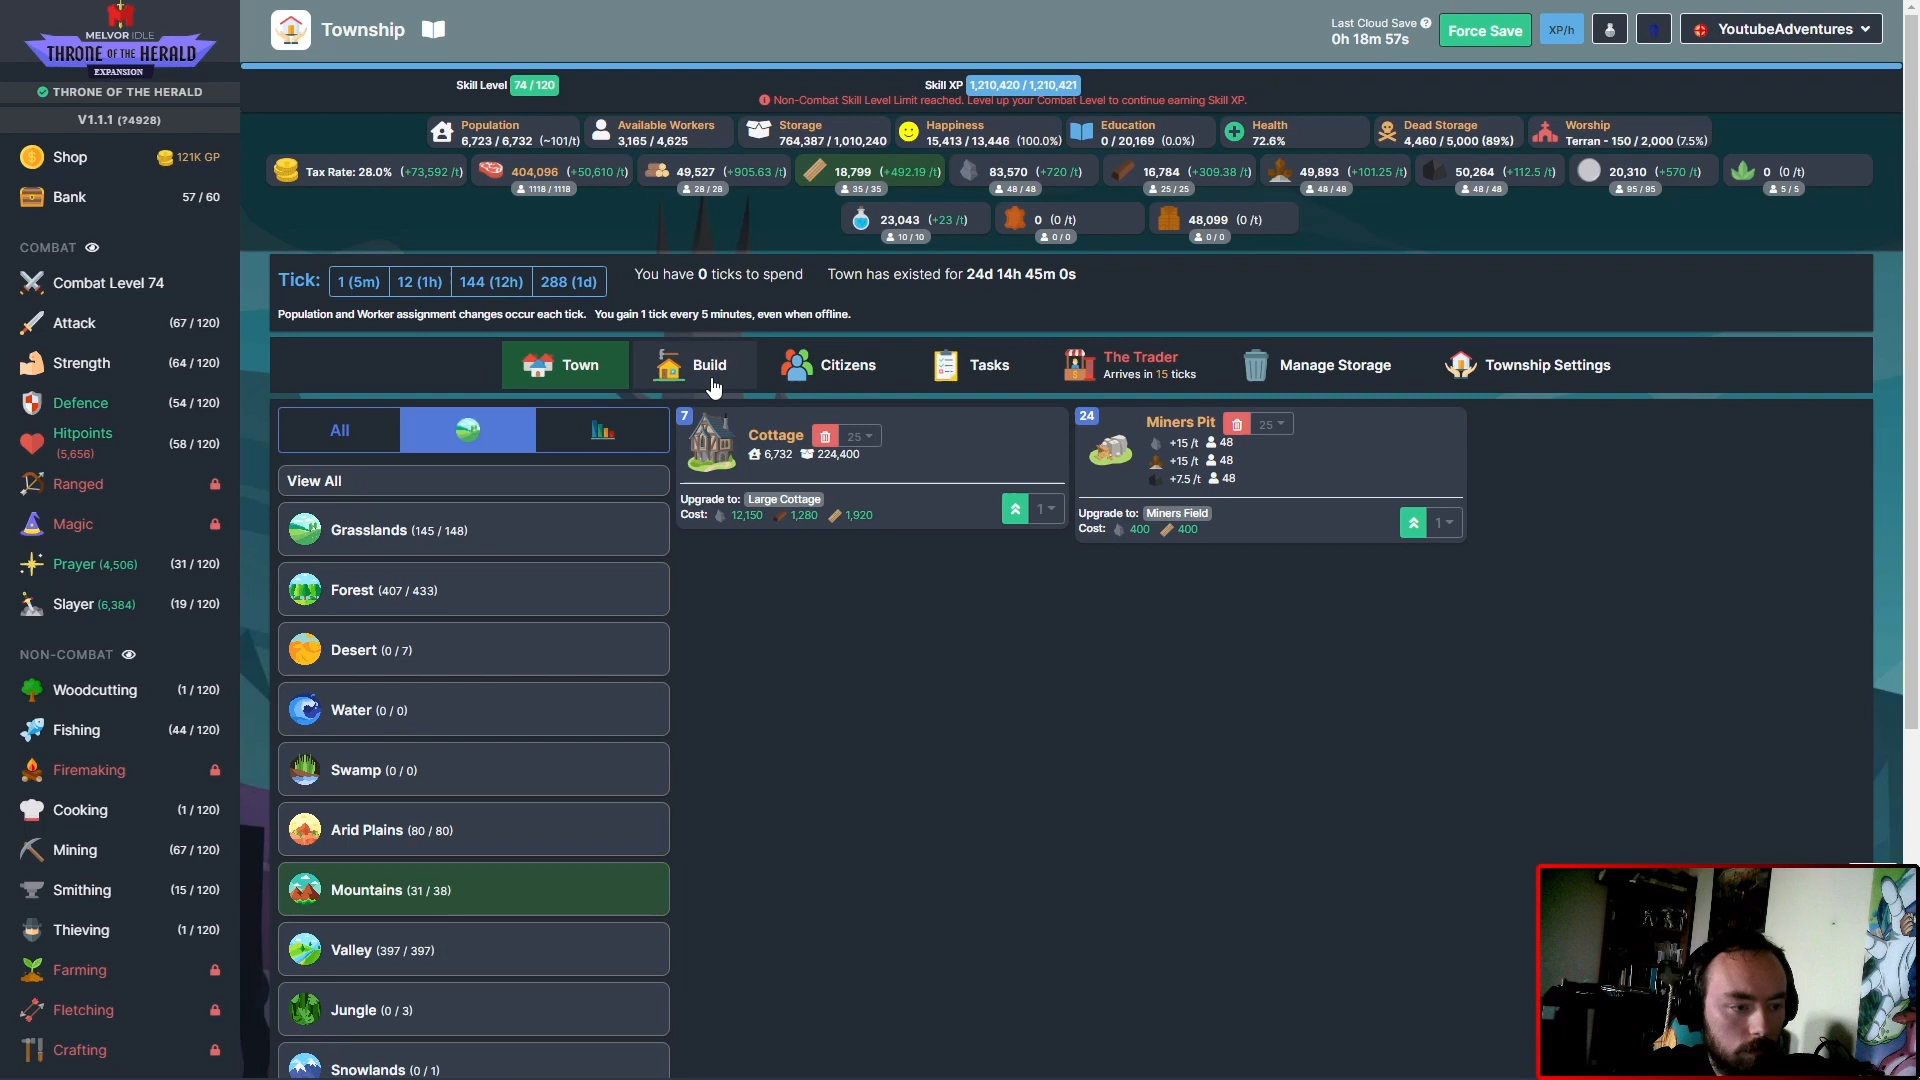 MELVOR IDLE
THRONE OF THE HERALD
EXPANSION
THRONE OF THE HERALD
V1.1.1 (?4928)
Shop 121K GP
Bank 57 / 60
COMBAT
Combat Level 74
Attack (67 / 120)
Strength (64 / 120)
Defence (54 / 120)
Hitpoints (58 / 120)
(5,656)
Ranged
Magic
Prayer (4,506) (31 / 120)
Slayer (6,384) (19 / 120)
NON-COMBAT
Woodcutting (1 / 120)
Fishing (44 / 120)
Firemaking
Cooking (1 / 120)
Mining (67 / 120)
Smithing (15 / 120)
Thieving (1 / 120)
Farming
Fletching
Crafting
Township
Last Cloud Save
0h 18m 57s
Force Save
XP/h
YoutubeAdventures
Skill Level 74 / 120
Skill XP 1,210,420 / 1,210,421
Non-Combat Skill Level Limit reached. Level up your Combat Level to continue earning Skill XP.
Population
6,723 / 6,732 (~101/t)
Available Workers
3,165 / 4,625
Storage
764,387 / 1,010,240
Happiness
15,413 / 13,446 (100.0%)
Education
0 / 20,169 (0.0%)
Health
72.6%
Dead Storage
4,460 / 5,000 (89%)
Worship
Terran - 150 / 2,000 (7.5%)
Tax Rate: 28.0% (+73,592 /t)
404,096 (+50,610 /t)
1118 / 1118
49,527 (+905.63 /t)
28 / 28
18,799 (+492.19 /t)
35 / 35
83,570 (+720 /t)
48 / 48
16,784 (+309.38 /t)
25 / 25
49,893 (+101.25 /t)
48 / 48
50,264 (+112.5 /t)
48 / 48
20,310 (+570 /t)
95 / 95
0 (0 /t)
5 / 5
23,043 (+23 /t)
10 / 10
0 (0 /t)
0 / 0
48,099 (0 /t)
0 / 0
Tick: 1 (5m) 12 (1h) 144 (12h) 288 (1d)
You have 0 ticks to spend Town has existed for 24d 14h 45m 0s
Population and Worker assignment changes occur each tick. You gain 1 tick every 5 minutes, even when offline.
Town
Build
Citizens
Tasks
The Trader
Arrives in 15 ticks
Manage Storage
Township Settings
All
View All
Grasslands (145 / 148)
Forest (407 / 433)
Desert (0 / 7)
Water (0 / 0)
Swamp (0 / 0)
Arid Plains (80 / 80)
Mountains (31 / 38)
Valley (397 / 397)
Jungle (0 / 3)
Snowlands (0 / 1)
7
Cottage 25
6,732 224,400
Upgrade to: Large Cottage
Cost: 12,150 1,280 1,920
1
24
Miners Pit 25
+15 /t 48
+15 /t 48
+7.5 /t 48
Upgrade to: Miners Field
Cost: 400 400
1